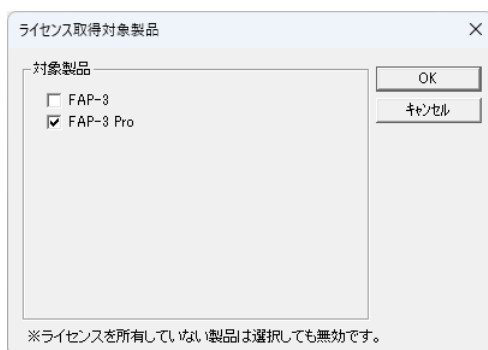 ライセンス取得対象製品
対象製品
FAP-3
FAP-3 Pro
OK
キャンセル
※ライセンスを所有していない製品は選択しても無効です。